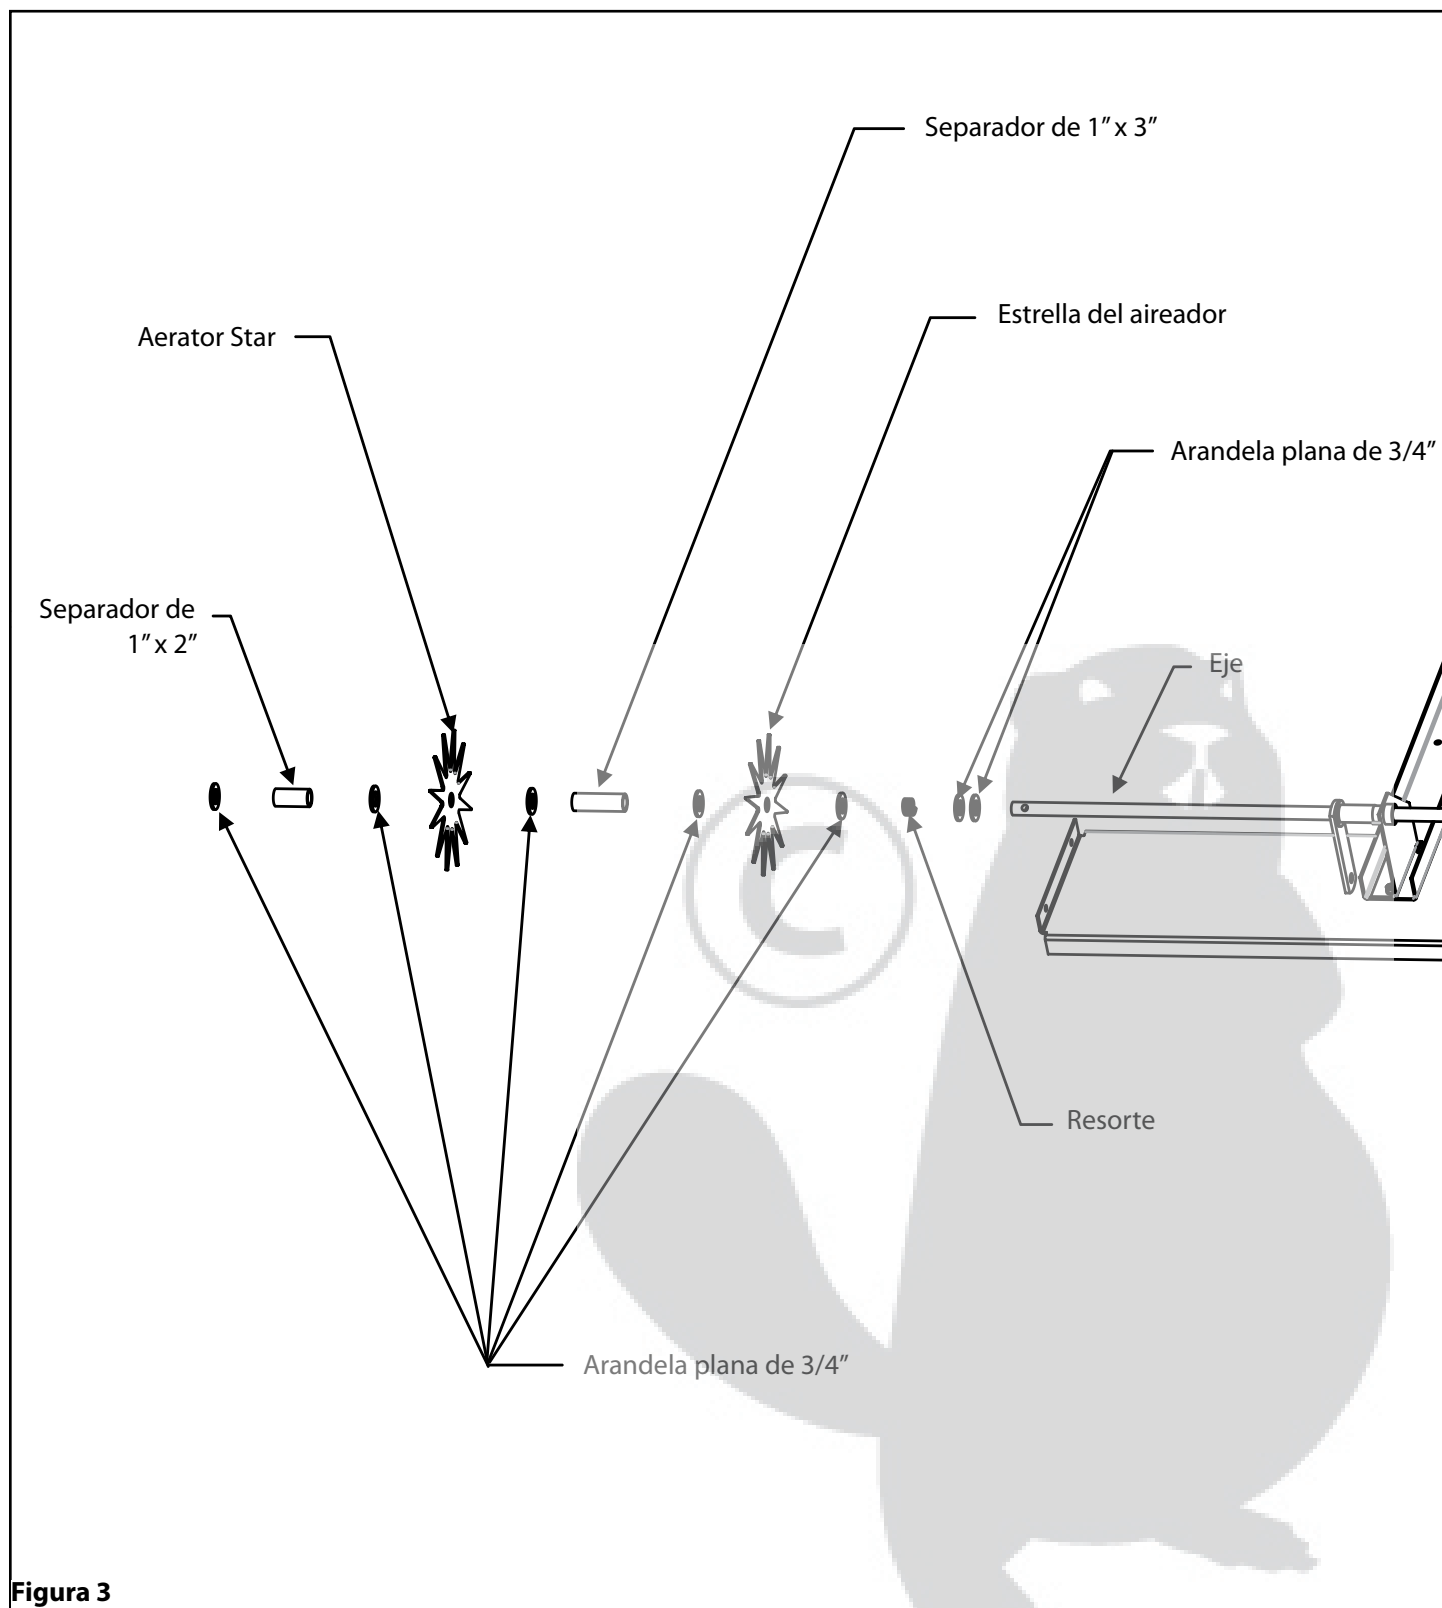 Separador de 1” x 3”
Estrella del aireador
Aerator Star
Arandela plana de 3/4”
Separador de
1” x 2”
Eje
©
Resorte
Arandela plana de 3/4”
Figura 3